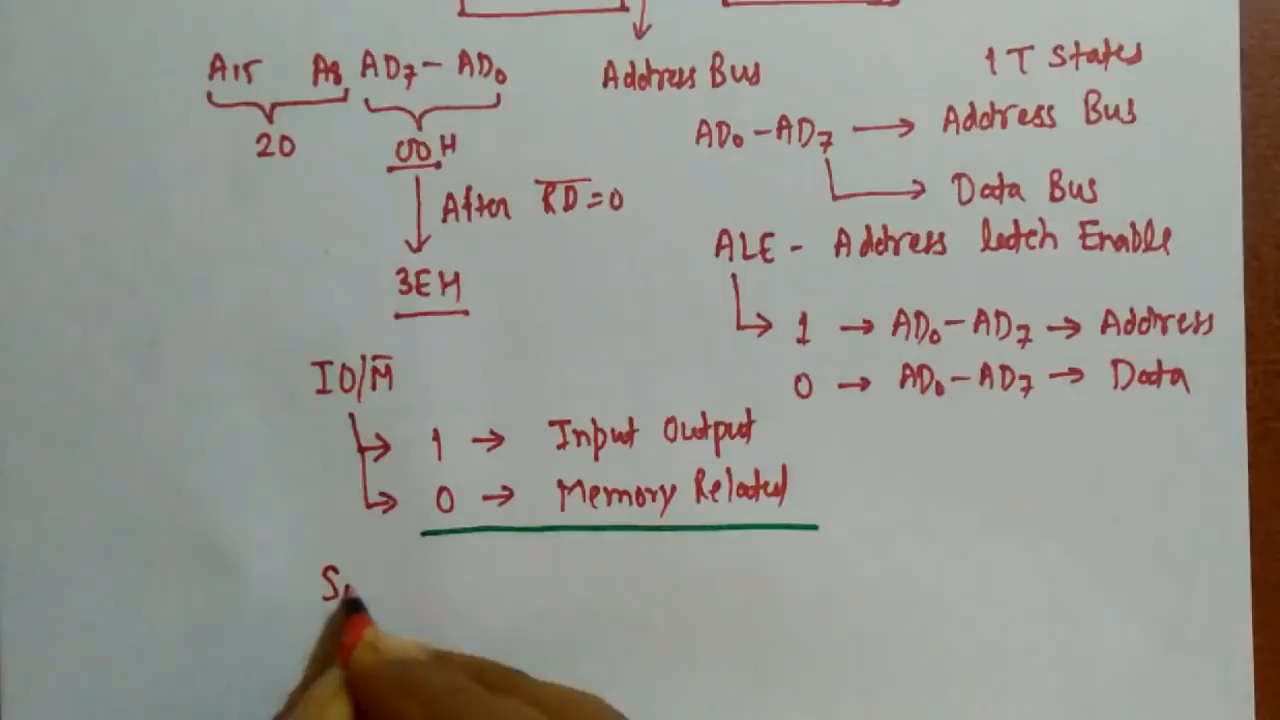 A15 A8 AD7 – AD0
20 00H
After R̅D̅ = 0
3EH
IO/M̅
1 → Input Output
0 → Memory Related
S
Address Bus
1 T States
AD0 – AD7 → Address Bus
→ Data Bus
ALE – Address latch Enable
1 → AD0 – AD7 → Address
0 → AD0 – AD7 → Data